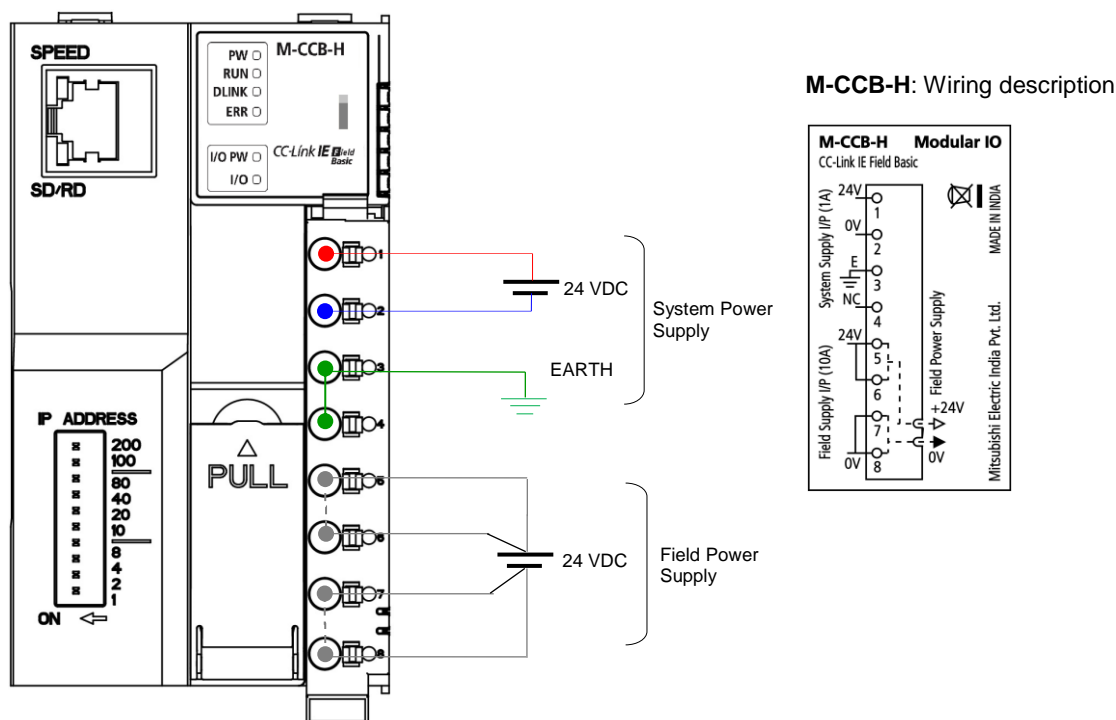 SPEED
SD/RD
PW
RUN
DLINK
ERR
M-CCB-H
I/O PW
I/O
CC-Link IE Field
Basic
IP ADDRESS
200
100
80
40
20
10
8
4
2
1
ON
PULL
1
2
3
4
5
6
7
8
24 VDC
EARTH
System Power
Supply
24 VDC
Field Power
Supply
M-CCB-H: Wiring description
M-CCB-H Modular IO
CC-Link IE Field Basic
System Supply I/P (1A)
24V
1
0V
2
E
3
NC
4
Field Supply I/P (10A)
24V
5
6
7
0V
8
Field Power Supply
+24V
0V
MADE IN INDIA
Mitsubishi Electric India Pvt. Ltd.